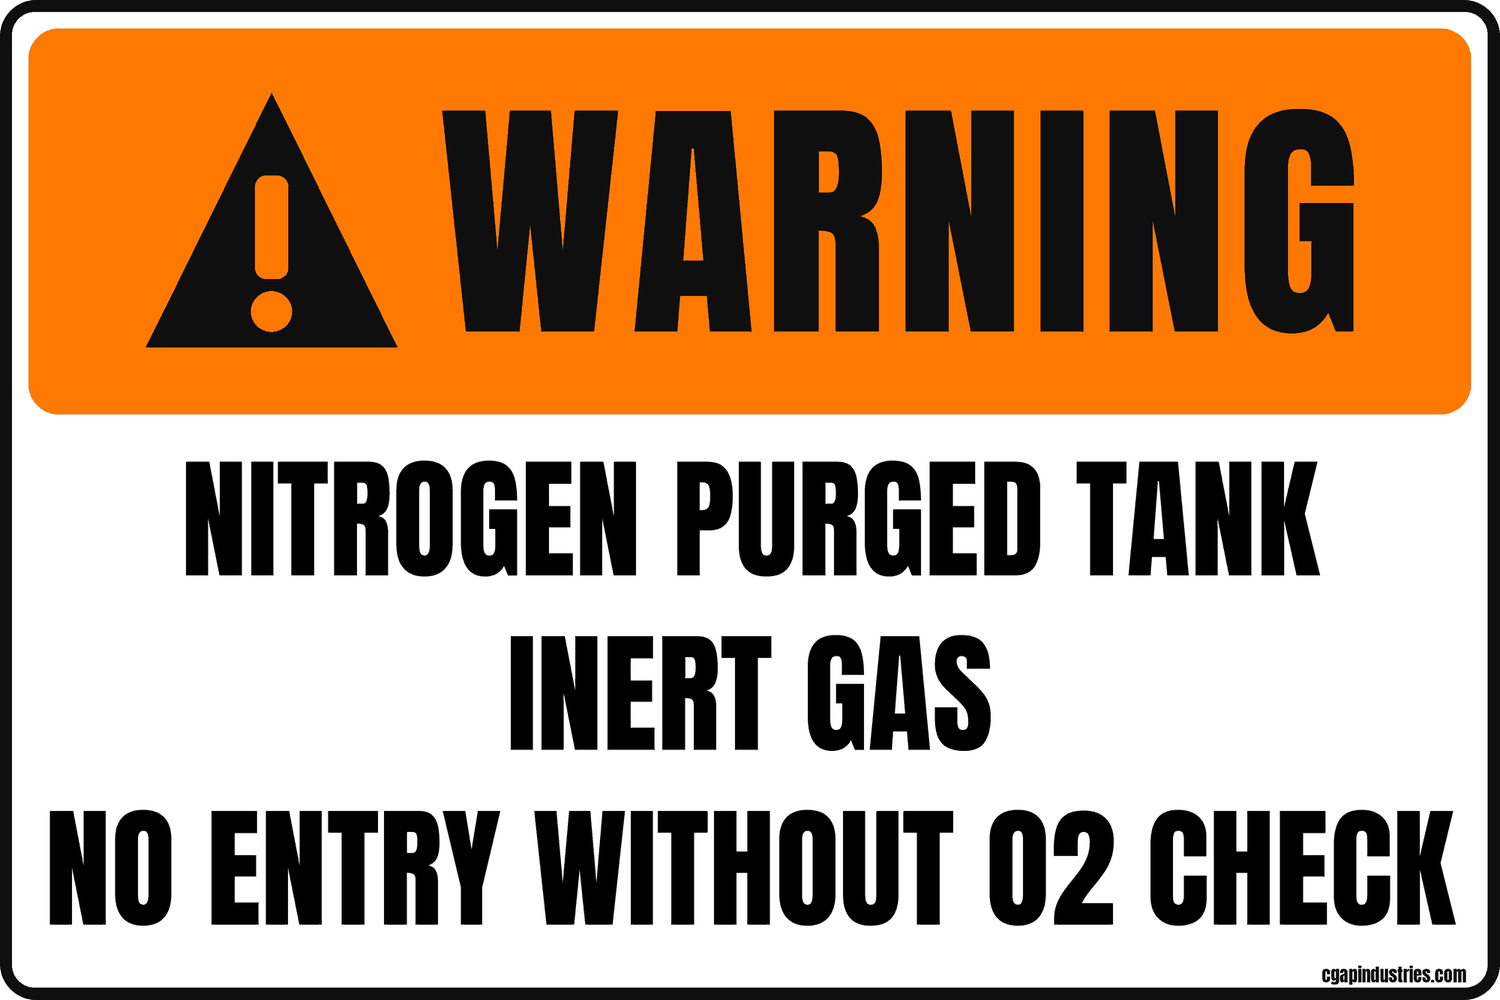 WARNING
NITROGEN PURGED TANK
INERT GAS
NO ENTRY WITHOUT O2 CHECK
cgapindustries.com